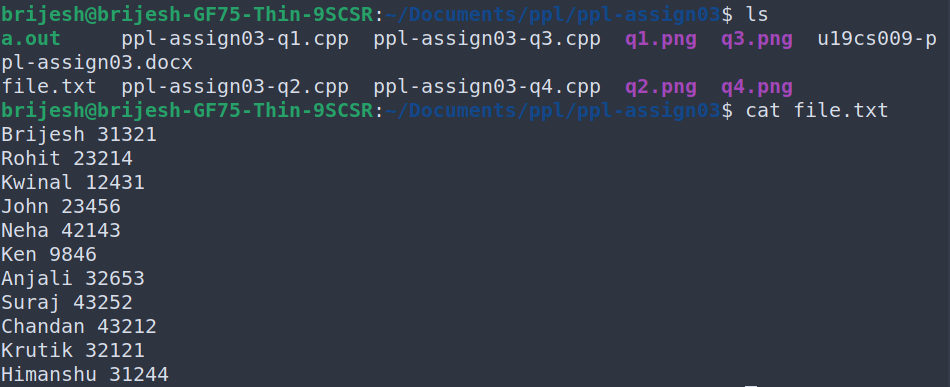 brijesh@brijesh-GF75-Thin-9SCSR:~/Documents/ppl/ppl-assign03$ ls
a.out     ppl-assign03-q1.cpp  ppl-assign03-q3.cpp  q1.png  q3.png  u19cs009-p
pl-assign03.docx
file.txt  ppl-assign03-q2.cpp  ppl-assign03-q4.cpp  q2.png  q4.png
brijesh@brijesh-GF75-Thin-9SCSR:~/Documents/ppl/ppl-assign03$ cat file.txt
Brijesh 31321
Rohit 23214
Kwinal 12431
John 23456
Neha 42143
Ken 9846
Anjali 32653
Suraj 43252
Chandan 43212
Krutik 32121
Himanshu 31244